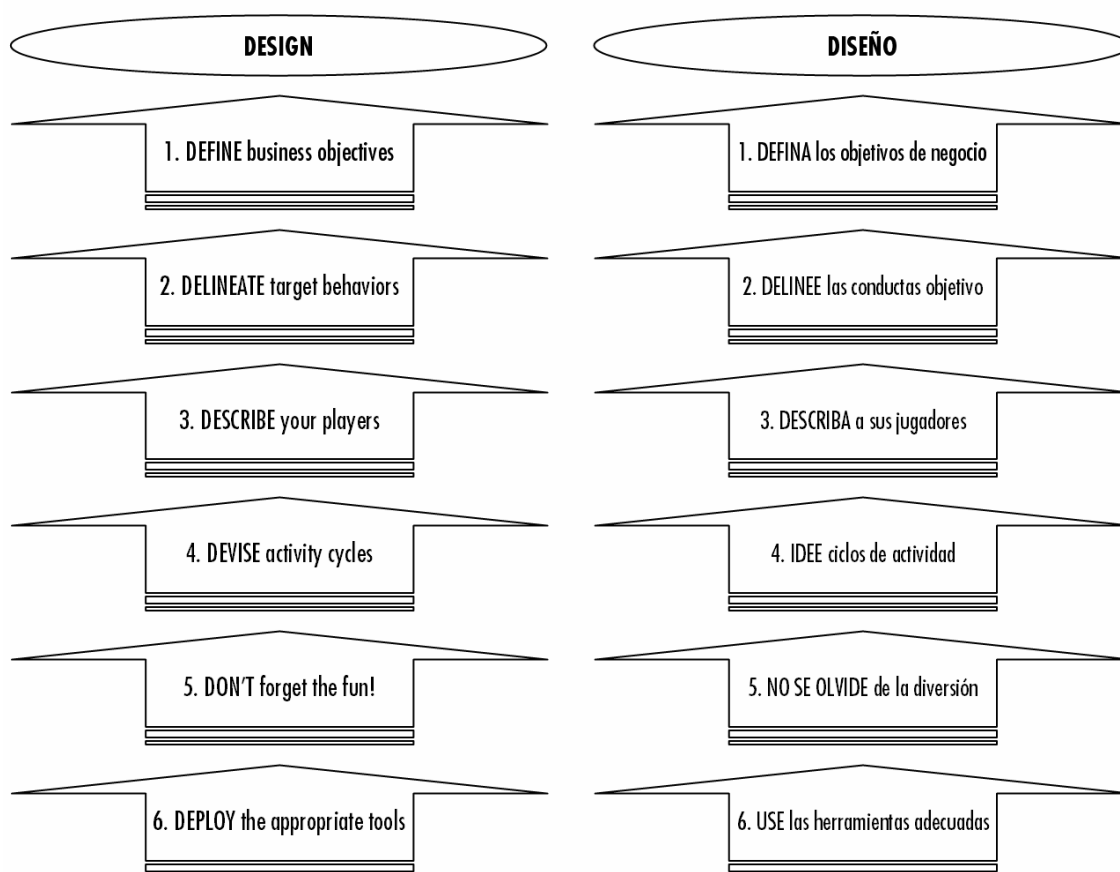 DESIGN
1. DEFINE business objectives
2. DELINEATE target behaviors
3. DESCRIBE your players
4. DEVISE activity cycles
5. DON'T forget the fun!
6. DEPLOY the appropriate tools
DISEÑO
1. DEFINA los objetivos de negocio
2. DELINEE las conductas objetivo
3. DESCRIBA a sus jugadores
4. IDEE ciclos de actividad
5. NO SE OLVIDE de la diversión
6. USE las herramientas adecuadas